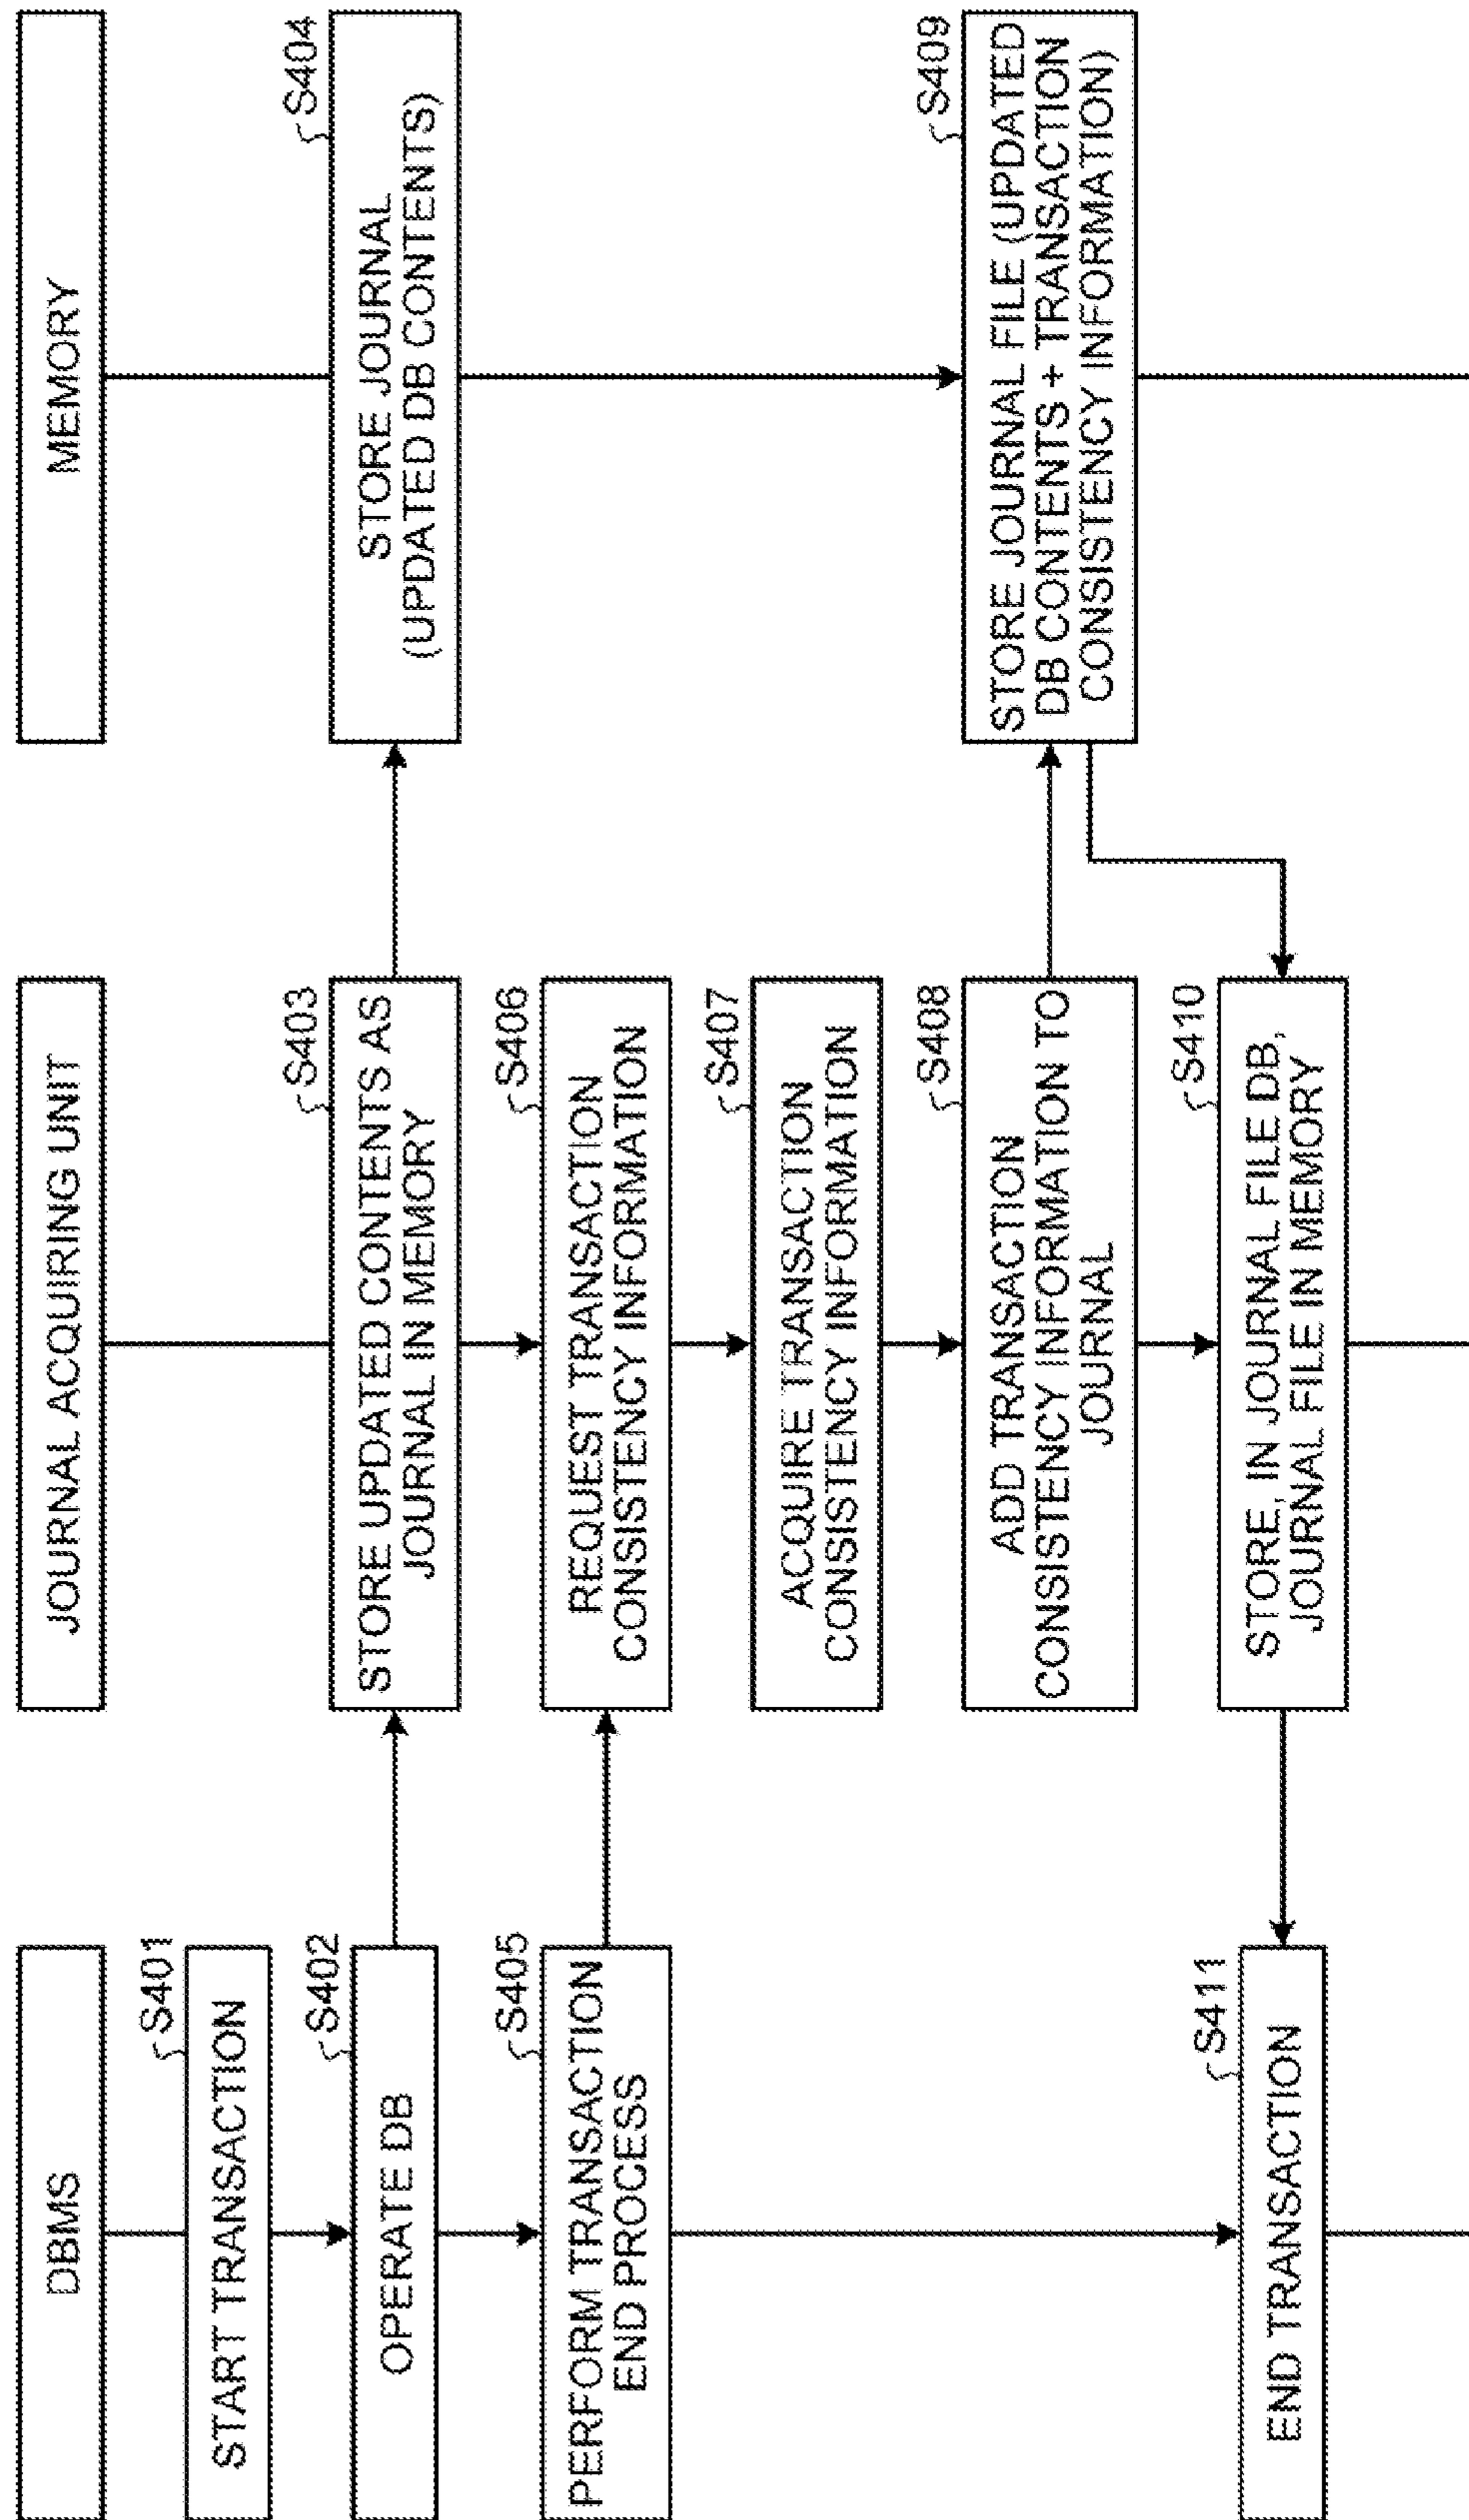 DBMS
JOURNAL ACQUIRING UNIT
MEMORY
S401
START TRANSACTION
S402
OPERATE DB
S403
STORE UPDATED CONTENTS AS
JOURNAL IN MEMORY
S404
STORE JOURNAL
(UPDATED DB CONTENTS)
S405
PERFORM TRANSACTION
END PROCESS
S406
REQUEST TRANSACTION
CONSISTENCY INFORMATION
S407
ACQUIRE TRANSACTION
CONSISTENCY INFORMATION
S408
ADD TRANSACTION
CONSISTENCY INFORMATION TO
JOURNAL
S409
STORE JOURNAL FILE (UPDATED
DB CONTENTS + TRANSACTION
CONSISTENCY INFORMATION)
S410
STORE, IN JOURNAL FILE DB,
JOURNAL FILE IN MEMORY
S411
END TRANSACTION